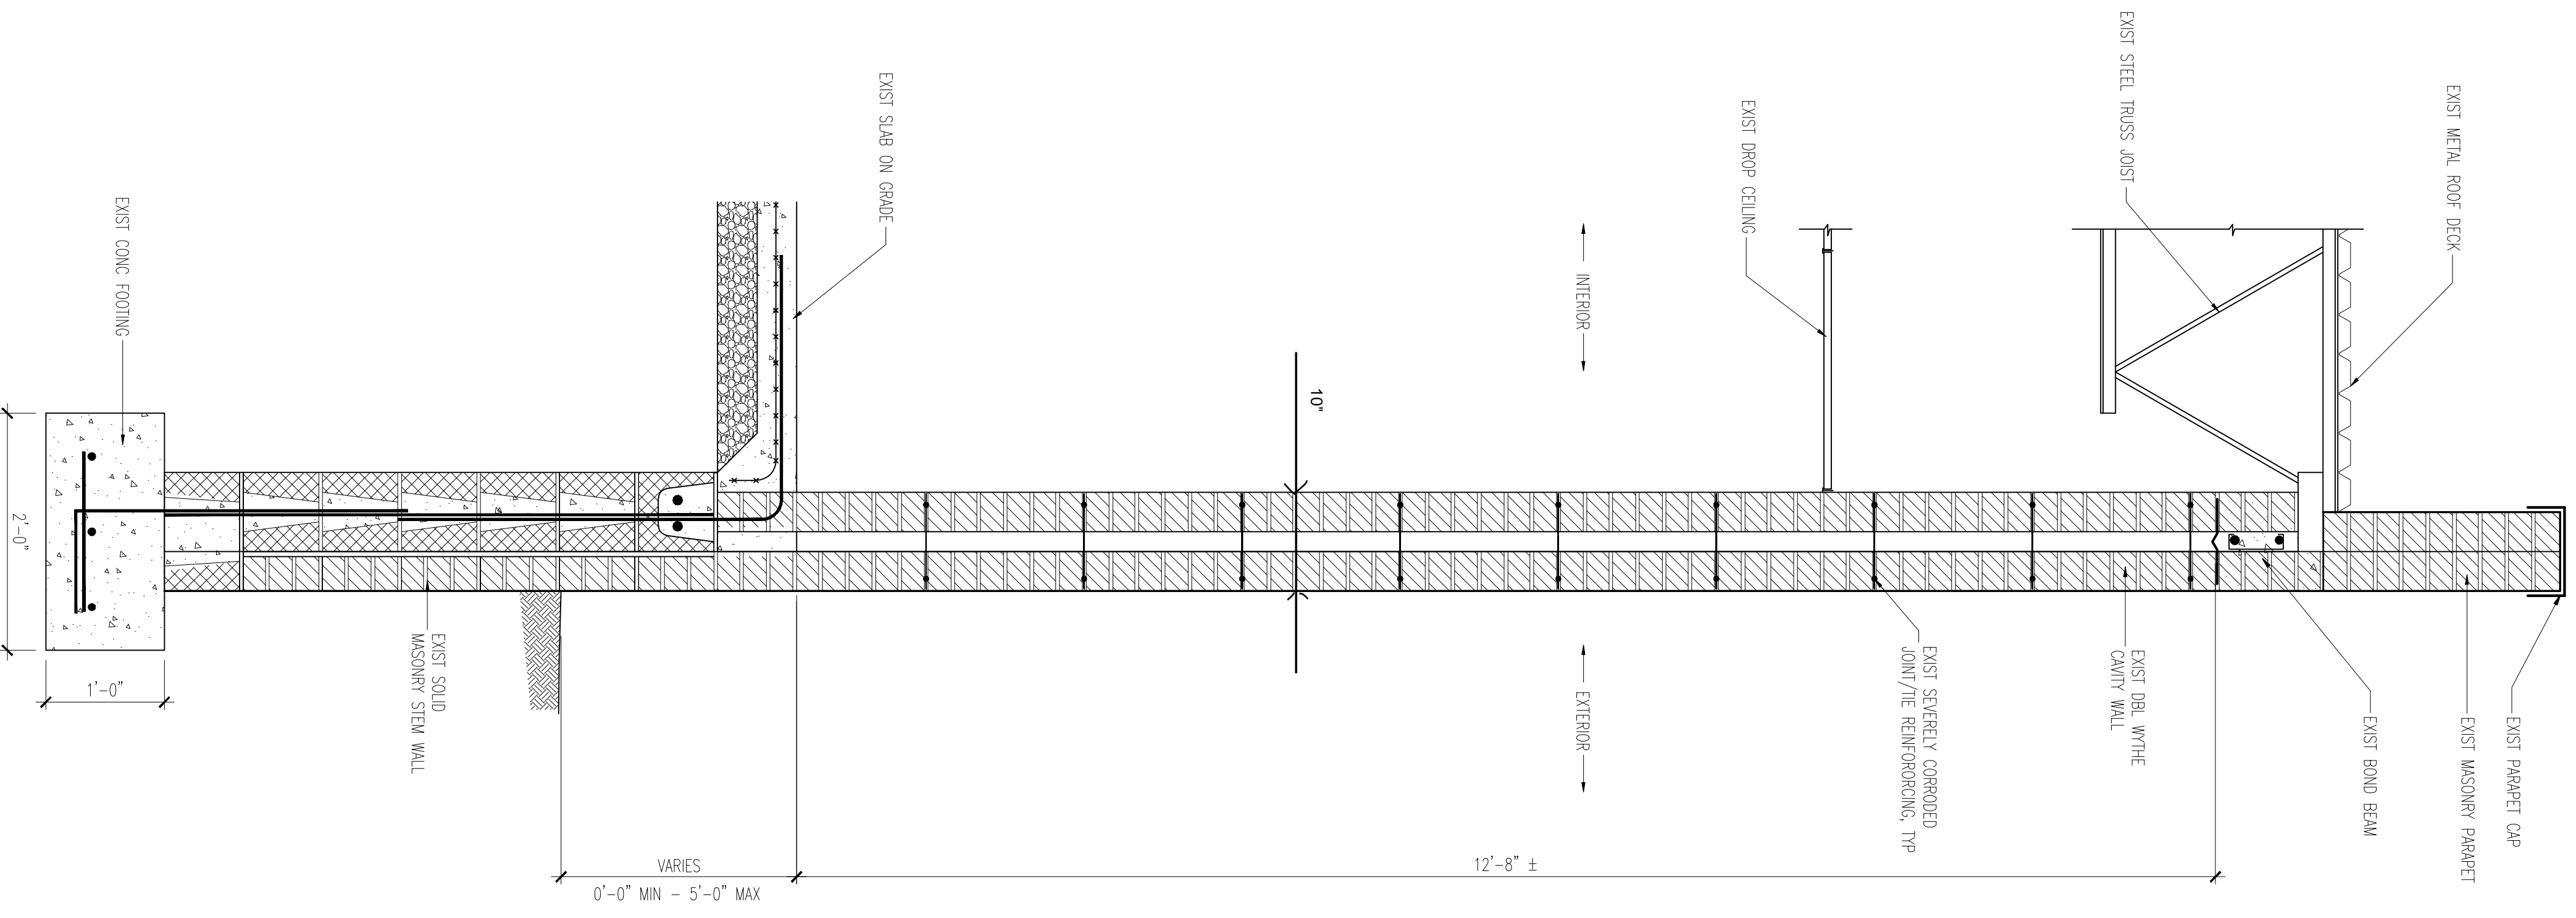 EXIST PARAPET CAP
EXIST MASONRY PARAPET
EXIST METAL ROOF DECK
EXIST BOND BEAM
EXIST STEEL TRUSS JOIST
EXIST DBL WYTHE
CAVITY WALL
EXIST SEVERELY CORRODED
JOINT/TIE REINFORORCING, TYP
EXIST DROP CEILING
INTERIOR
EXTERIOR
10"
12'-8" ±
EXIST SLAB ON GRADE
VARIES
0'-0" MIN - 5'-0" MAX
EXIST SOLID
MASONRY STEM WALL
EXIST CONC FOOTING
1'-0"
2'-0"